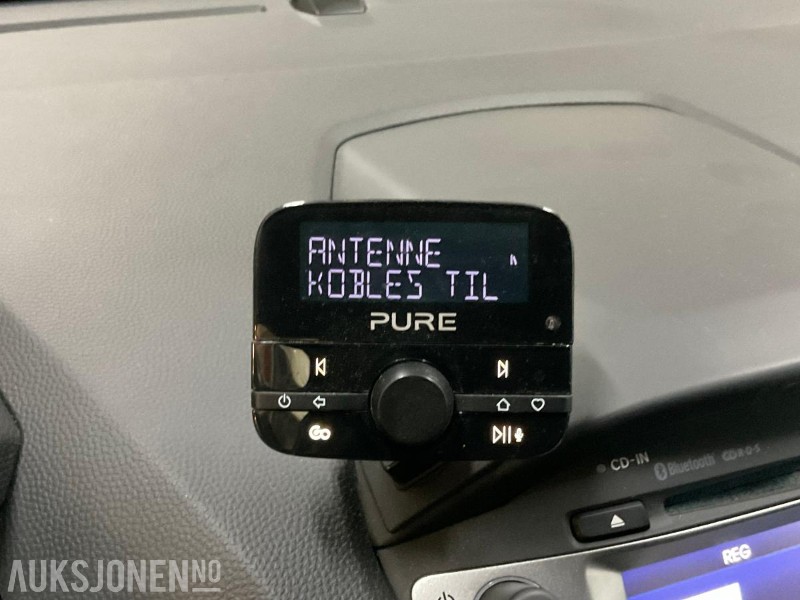 ANTENNE
KOBLES TIL
PURE
CD-IN
Bluetooth
REG
AUKSJONEN.NO